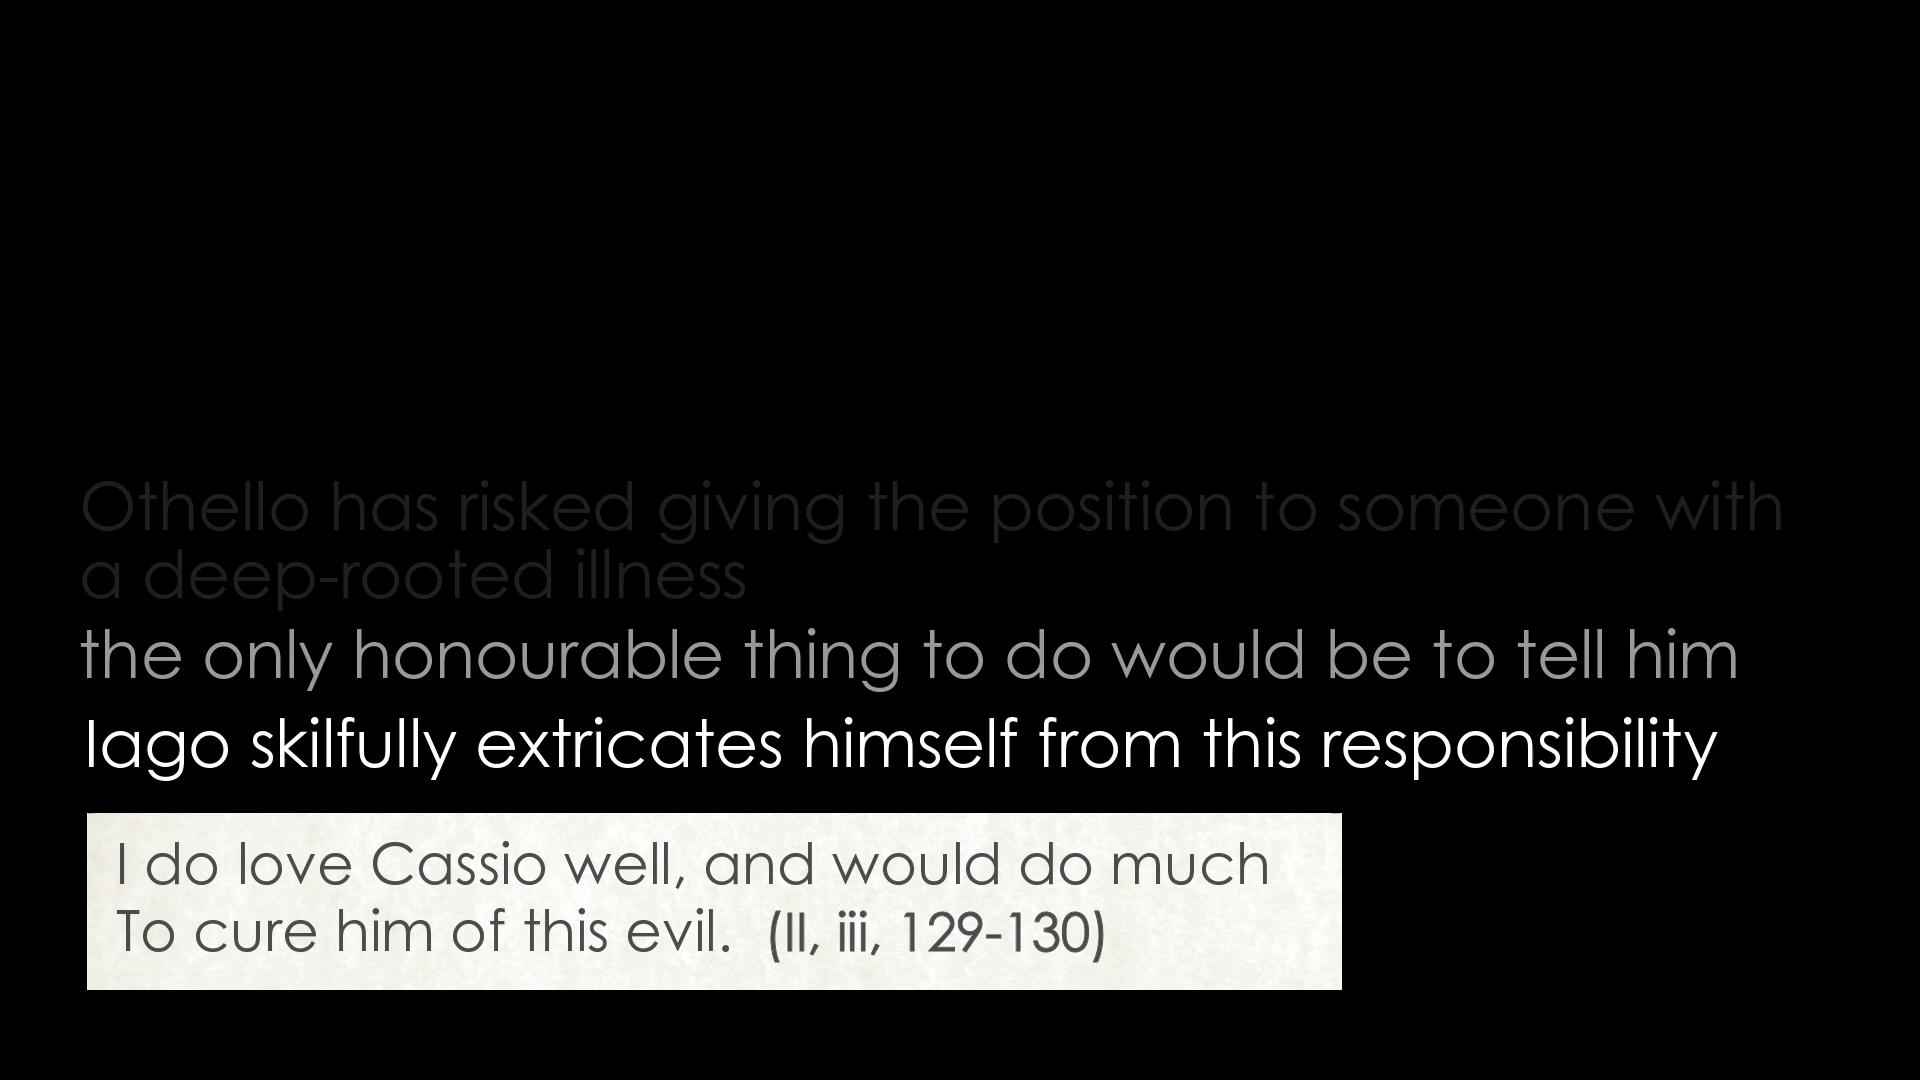 Othello has risked giving the position to someone with
a deep-rooted illness
the only honourable thing to do would be to tell him
Iago skilfully extricates himself from this responsibility
I do love Cassio well, and would do much
To cure him of this evil. (II, iii, 129-130)